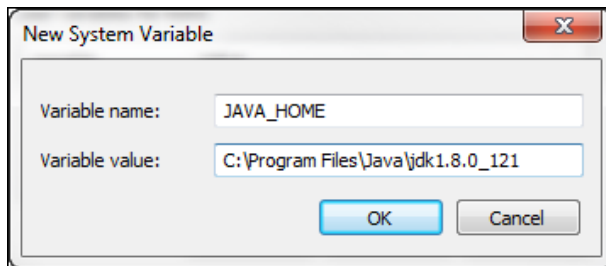 New System Variable
Variable name: JAVA_HOME
Variable value: C:\Program Files\Java\jdk1.8.0_121
OK Cancel